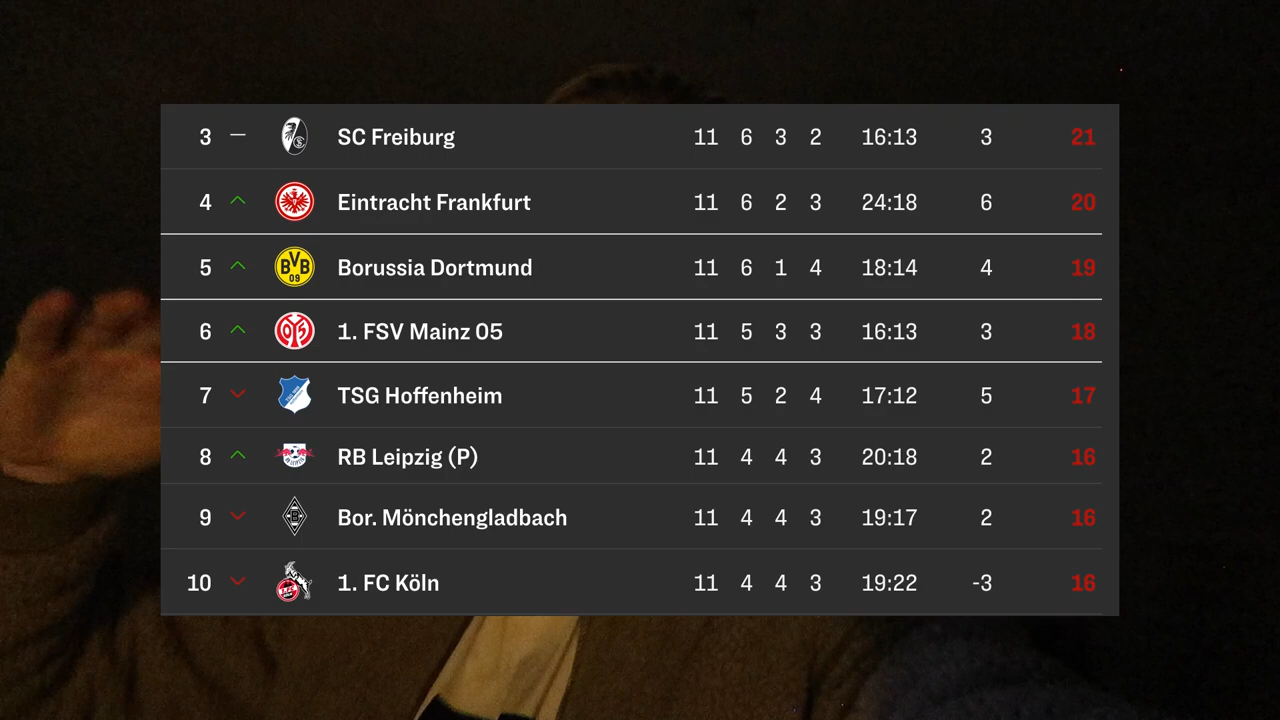 3 SC Freiburg 11 6 3 2 16:13 3 21
4 Eintracht Frankfurt 11 6 2 3 24:18 6 20
5 BVB 09 Borussia Dortmund 11 6 1 4 18:14 4 19
6 1. FSV Mainz 05 11 5 3 3 16:13 3 18
7 TSG Hoffenheim 11 5 2 4 17:12 5 17
8 RB Leipzig (P) 11 4 4 3 20:18 2 16
9 Bor. Mönchengladbach 11 4 4 3 19:17 2 16
10 1. FC Köln 11 4 4 3 19:22 -3 16